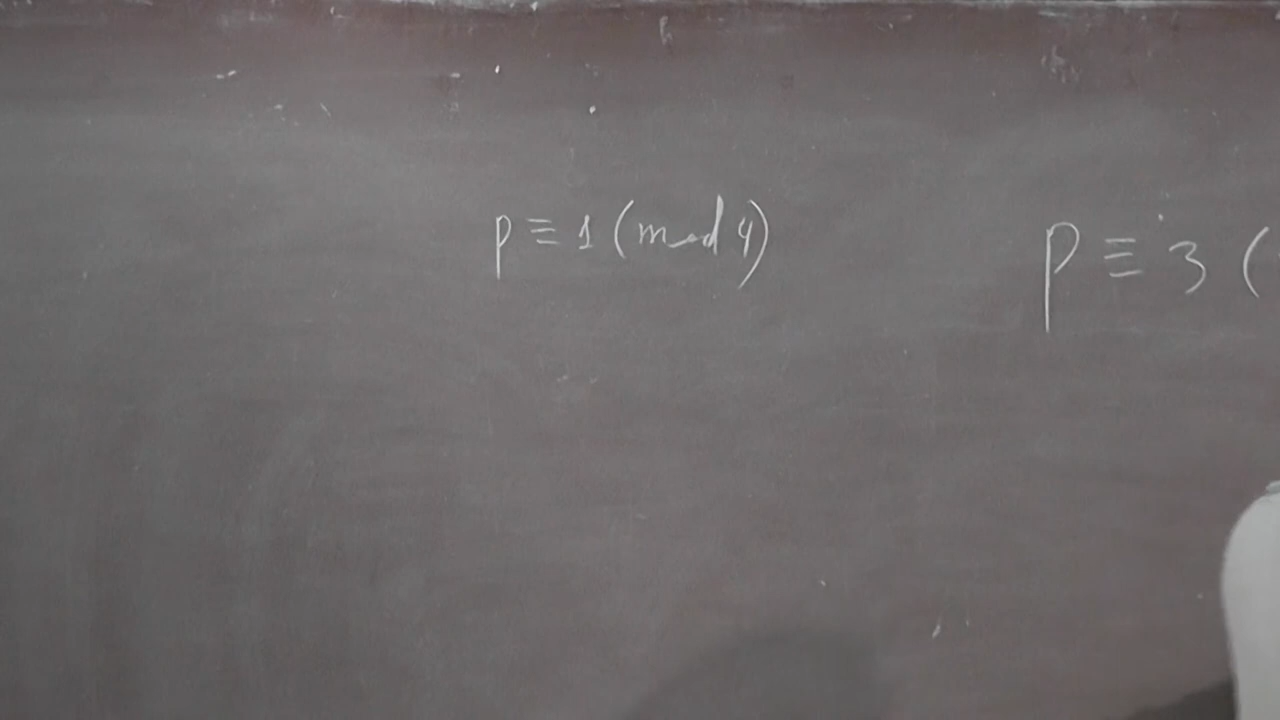 p ≡ 1 (mod 4)
p ≡ 3 (